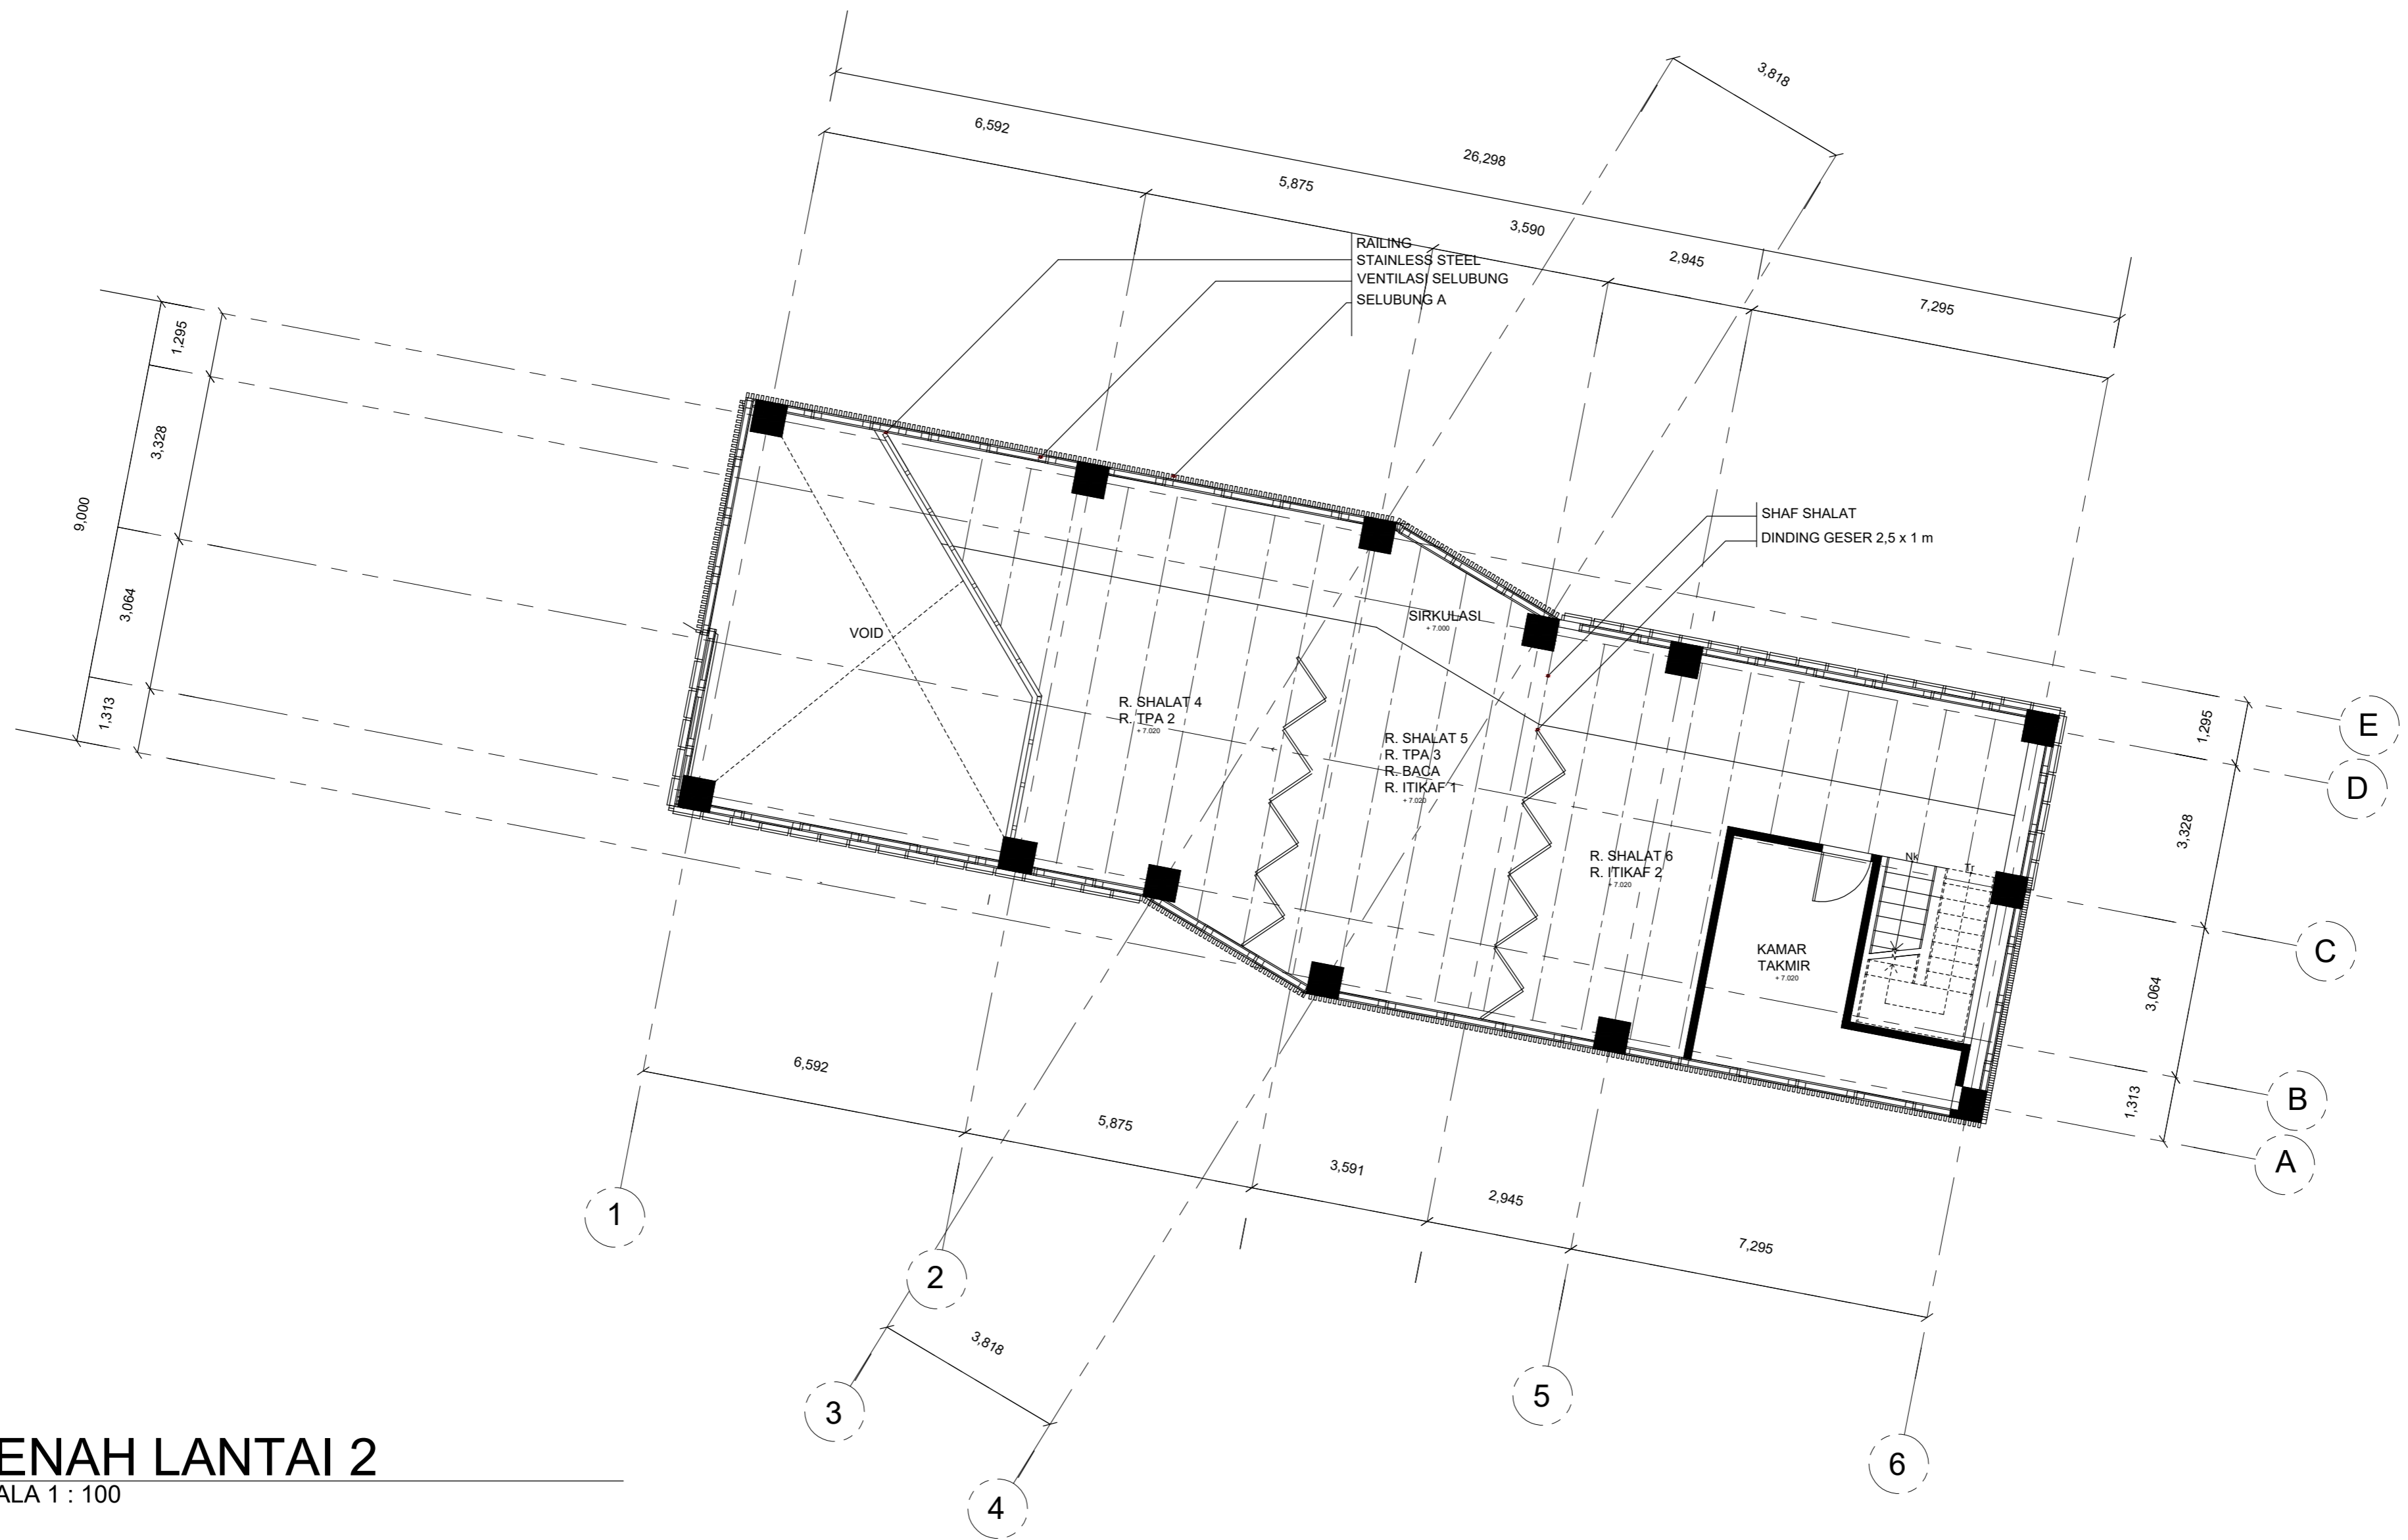 3,818
6,592
26,298
5,875
3,590
2,945
7,295
RAILING
STAINLESS STEEL
VENTILASI SELUBUNG
SELUBUNG A
1,295
3,328
9,000
3,064
1,313
SHAF SHALAT
DINDING GESER 2,5 x 1 m
SIRKULASI
+ 7.000
VOID
R. SHALAT 4
R. TPA 2
+ 7.020
R. SHALAT 5
R. TPA 3
R. BACA
R. ITIKAF 1
+ 7.020
R. SHALAT 6
R. ITIKAF 2
+ 7.020
Nk
Tr
KAMAR
TAKMIR
+ 7.020
E
D
C
B
A
1,295
3,328
3,064
1,313
6,592
5,875
3,591
2,945
7,295
3,818
1
2
3
4
5
6
ENAH LANTAI 2
ALA 1 : 100